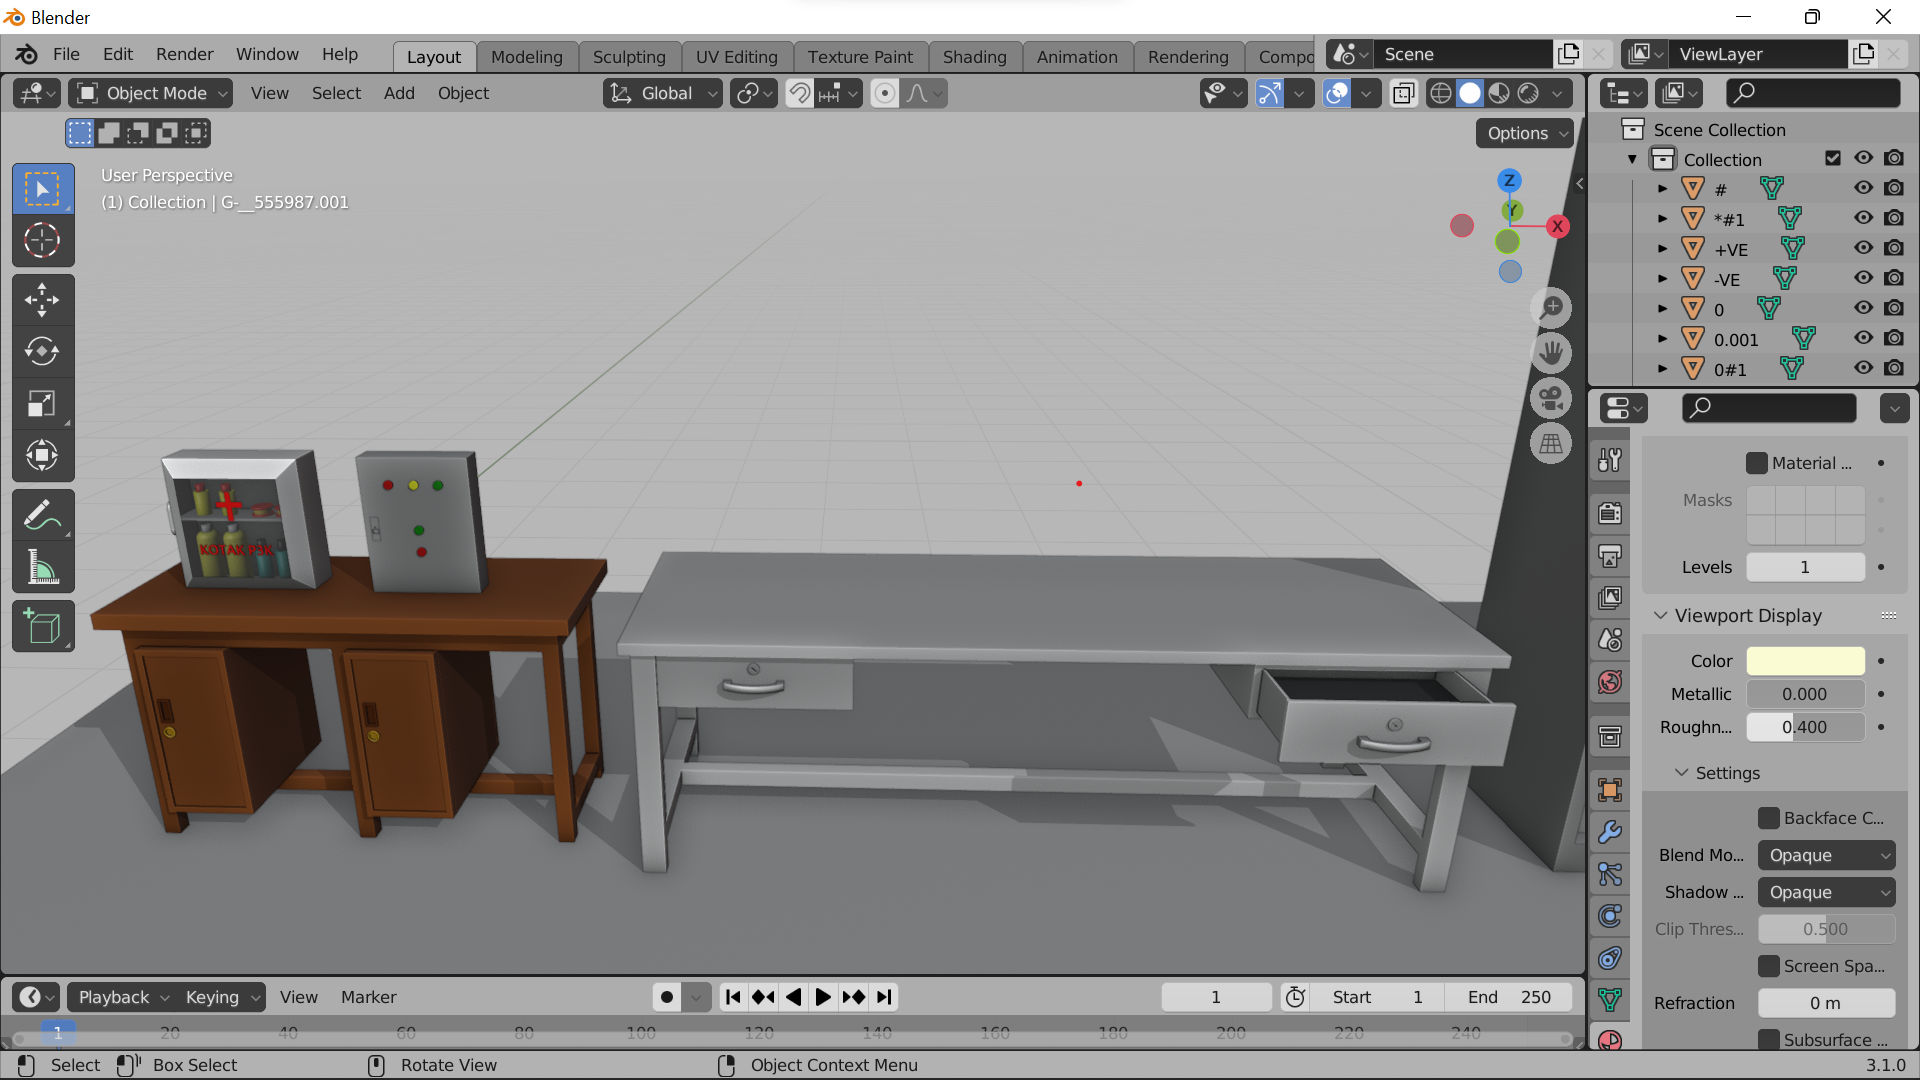 Blender
File Edit Render Window Help
Layout Modeling Sculpting UV Editing Texture Paint Shading Animation Rendering Compo
Scene
ViewLayer
Object Mode View Select Add Object
Global
Options
User Perspective
(1) Collection | G-__555987.001
Z
Y
X
Scene Collection
Collection
#
*#1
+VE
-VE
0
0.001
0#1
Material ...
Masks
Levels 1
Viewport Display
Color
Metallic 0.000
Roughn... 0.400
Settings
Backface C...
Blend Mo... Opaque
Shadow ... Opaque
Clip Thres... 0.500
Screen Spa...
Refraction 0 m
Subsurface ...
Playback Keying View Marker
1
Start 1
End 250
1 20 40 60 80 100 120 140 160 180 200 220 240
Select Box Select Rotate View Object Context Menu
3.1.0